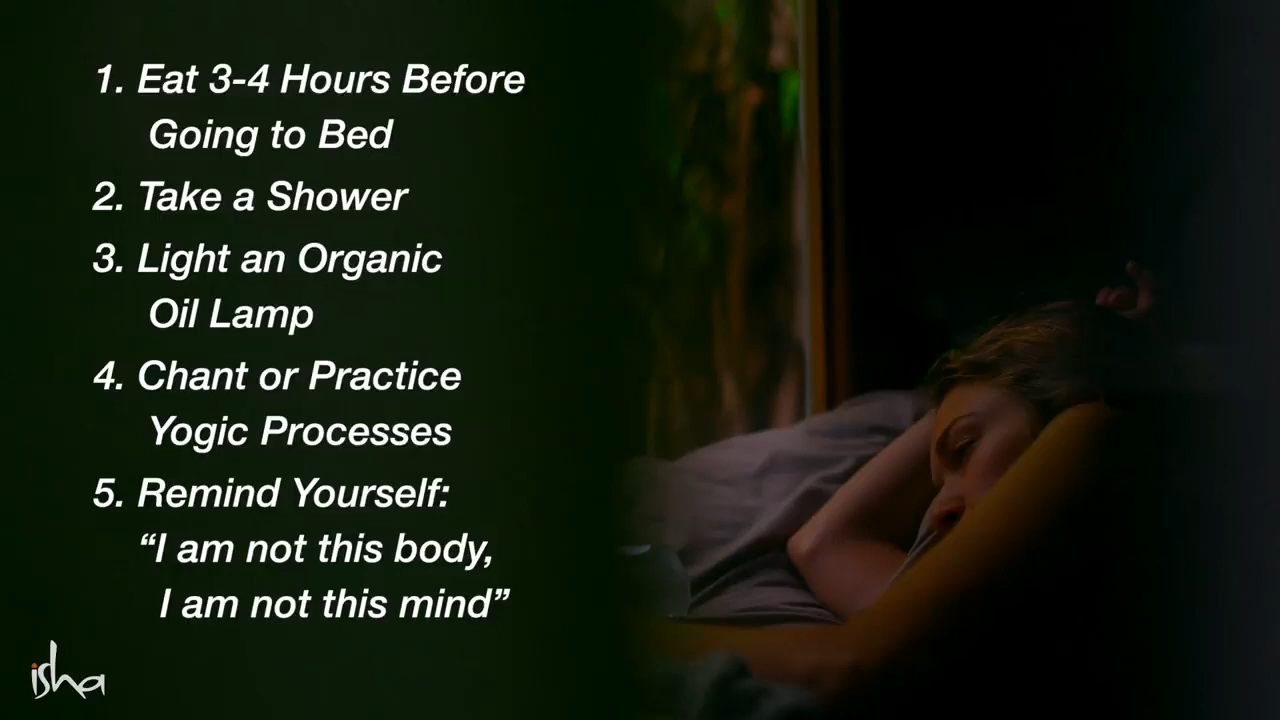 1. Eat 3-4 Hours Before
Going to Bed
2. Take a Shower
3. Light an Organic
Oil Lamp
4. Chant or Practice
Yogic Processes
5. Remind Yourself:
“I am not this body,
I am not this mind”
isha